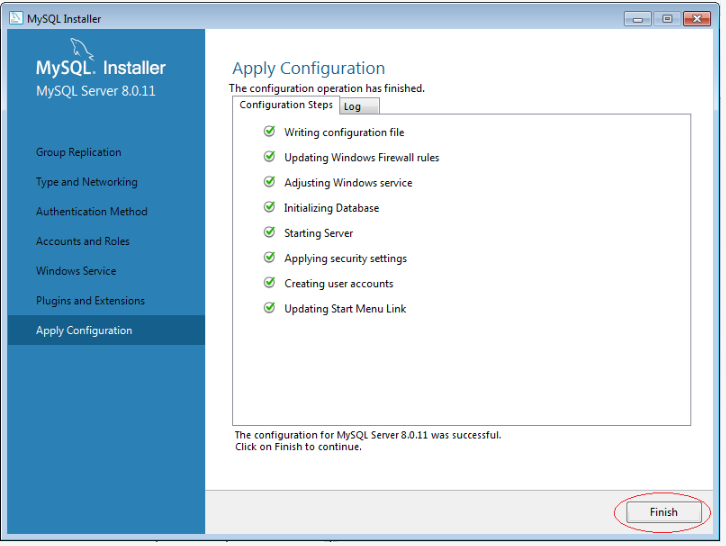 MySQL Installer
MySQL. Installer
MySQL Server 8.0.11
Group Replication
Type and Networking
Authentication Method
Accounts and Roles
Windows Service
Plugins and Extensions
Apply Configuration
Apply Configuration
The configuration operation has finished.
Configuration Steps
Log
Writing configuration file
Updating Windows Firewall rules
Adjusting Windows service
Initializing Database
Starting Server
Applying security settings
Creating user accounts
Updating Start Menu Link
The configuration for MySQL Server 8.0.11 was successful.
Click on Finish to continue.
Finish